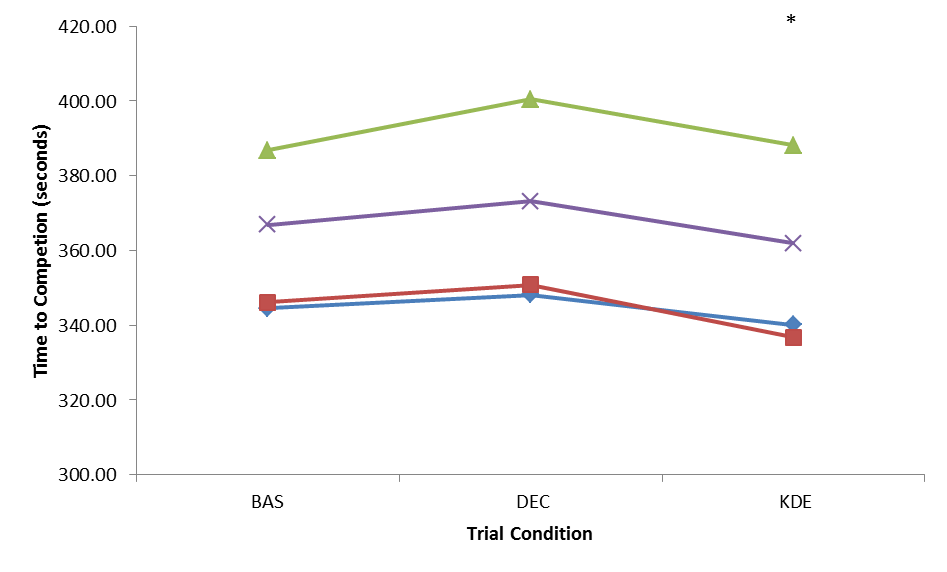 *
420.00
400.00
380.00
360.00
340.00
320.00
300.00
Time to Competion (seconds)
BAS DEC KDE
Trial Condition